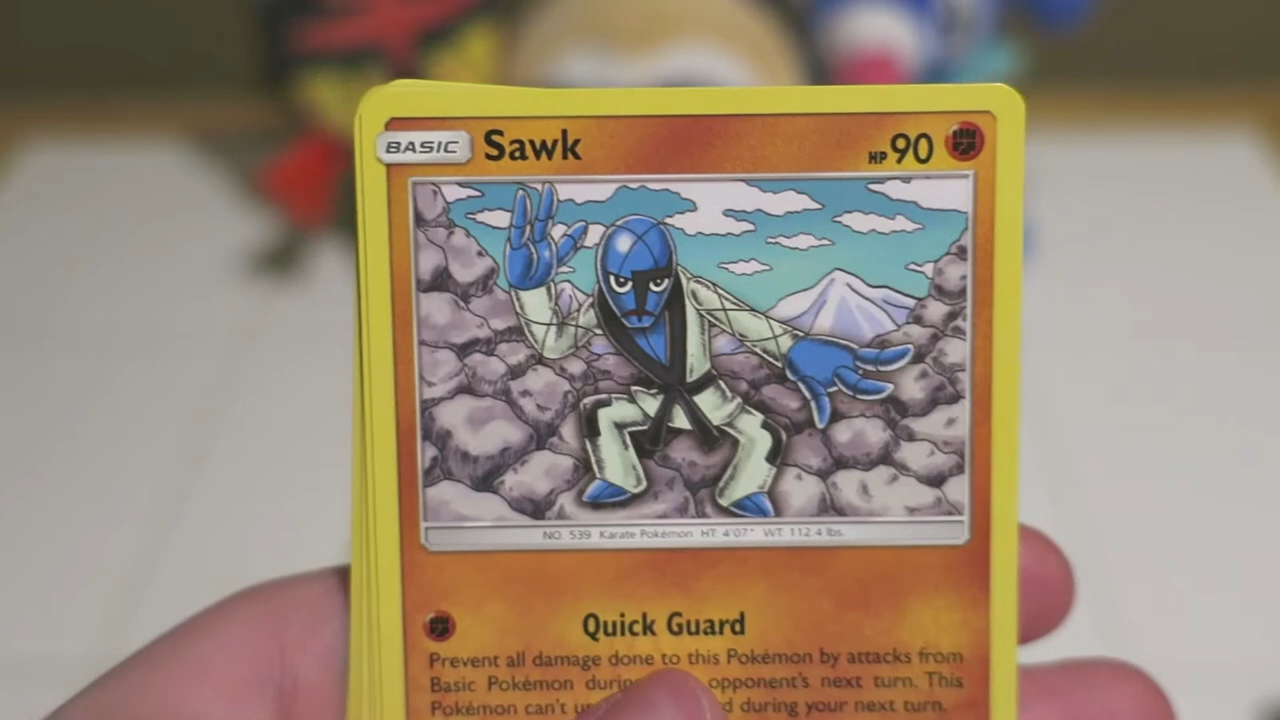 BASIC Sawk HP 90
NO. 539 Karate Pokémon HT: 4'07" WT: 112.4 lbs.
Quick Guard
Prevent all damage done to this Pokémon by attacks from
Basic Pokémon opponent's next turn. This
Pokémon can't during your next turn.